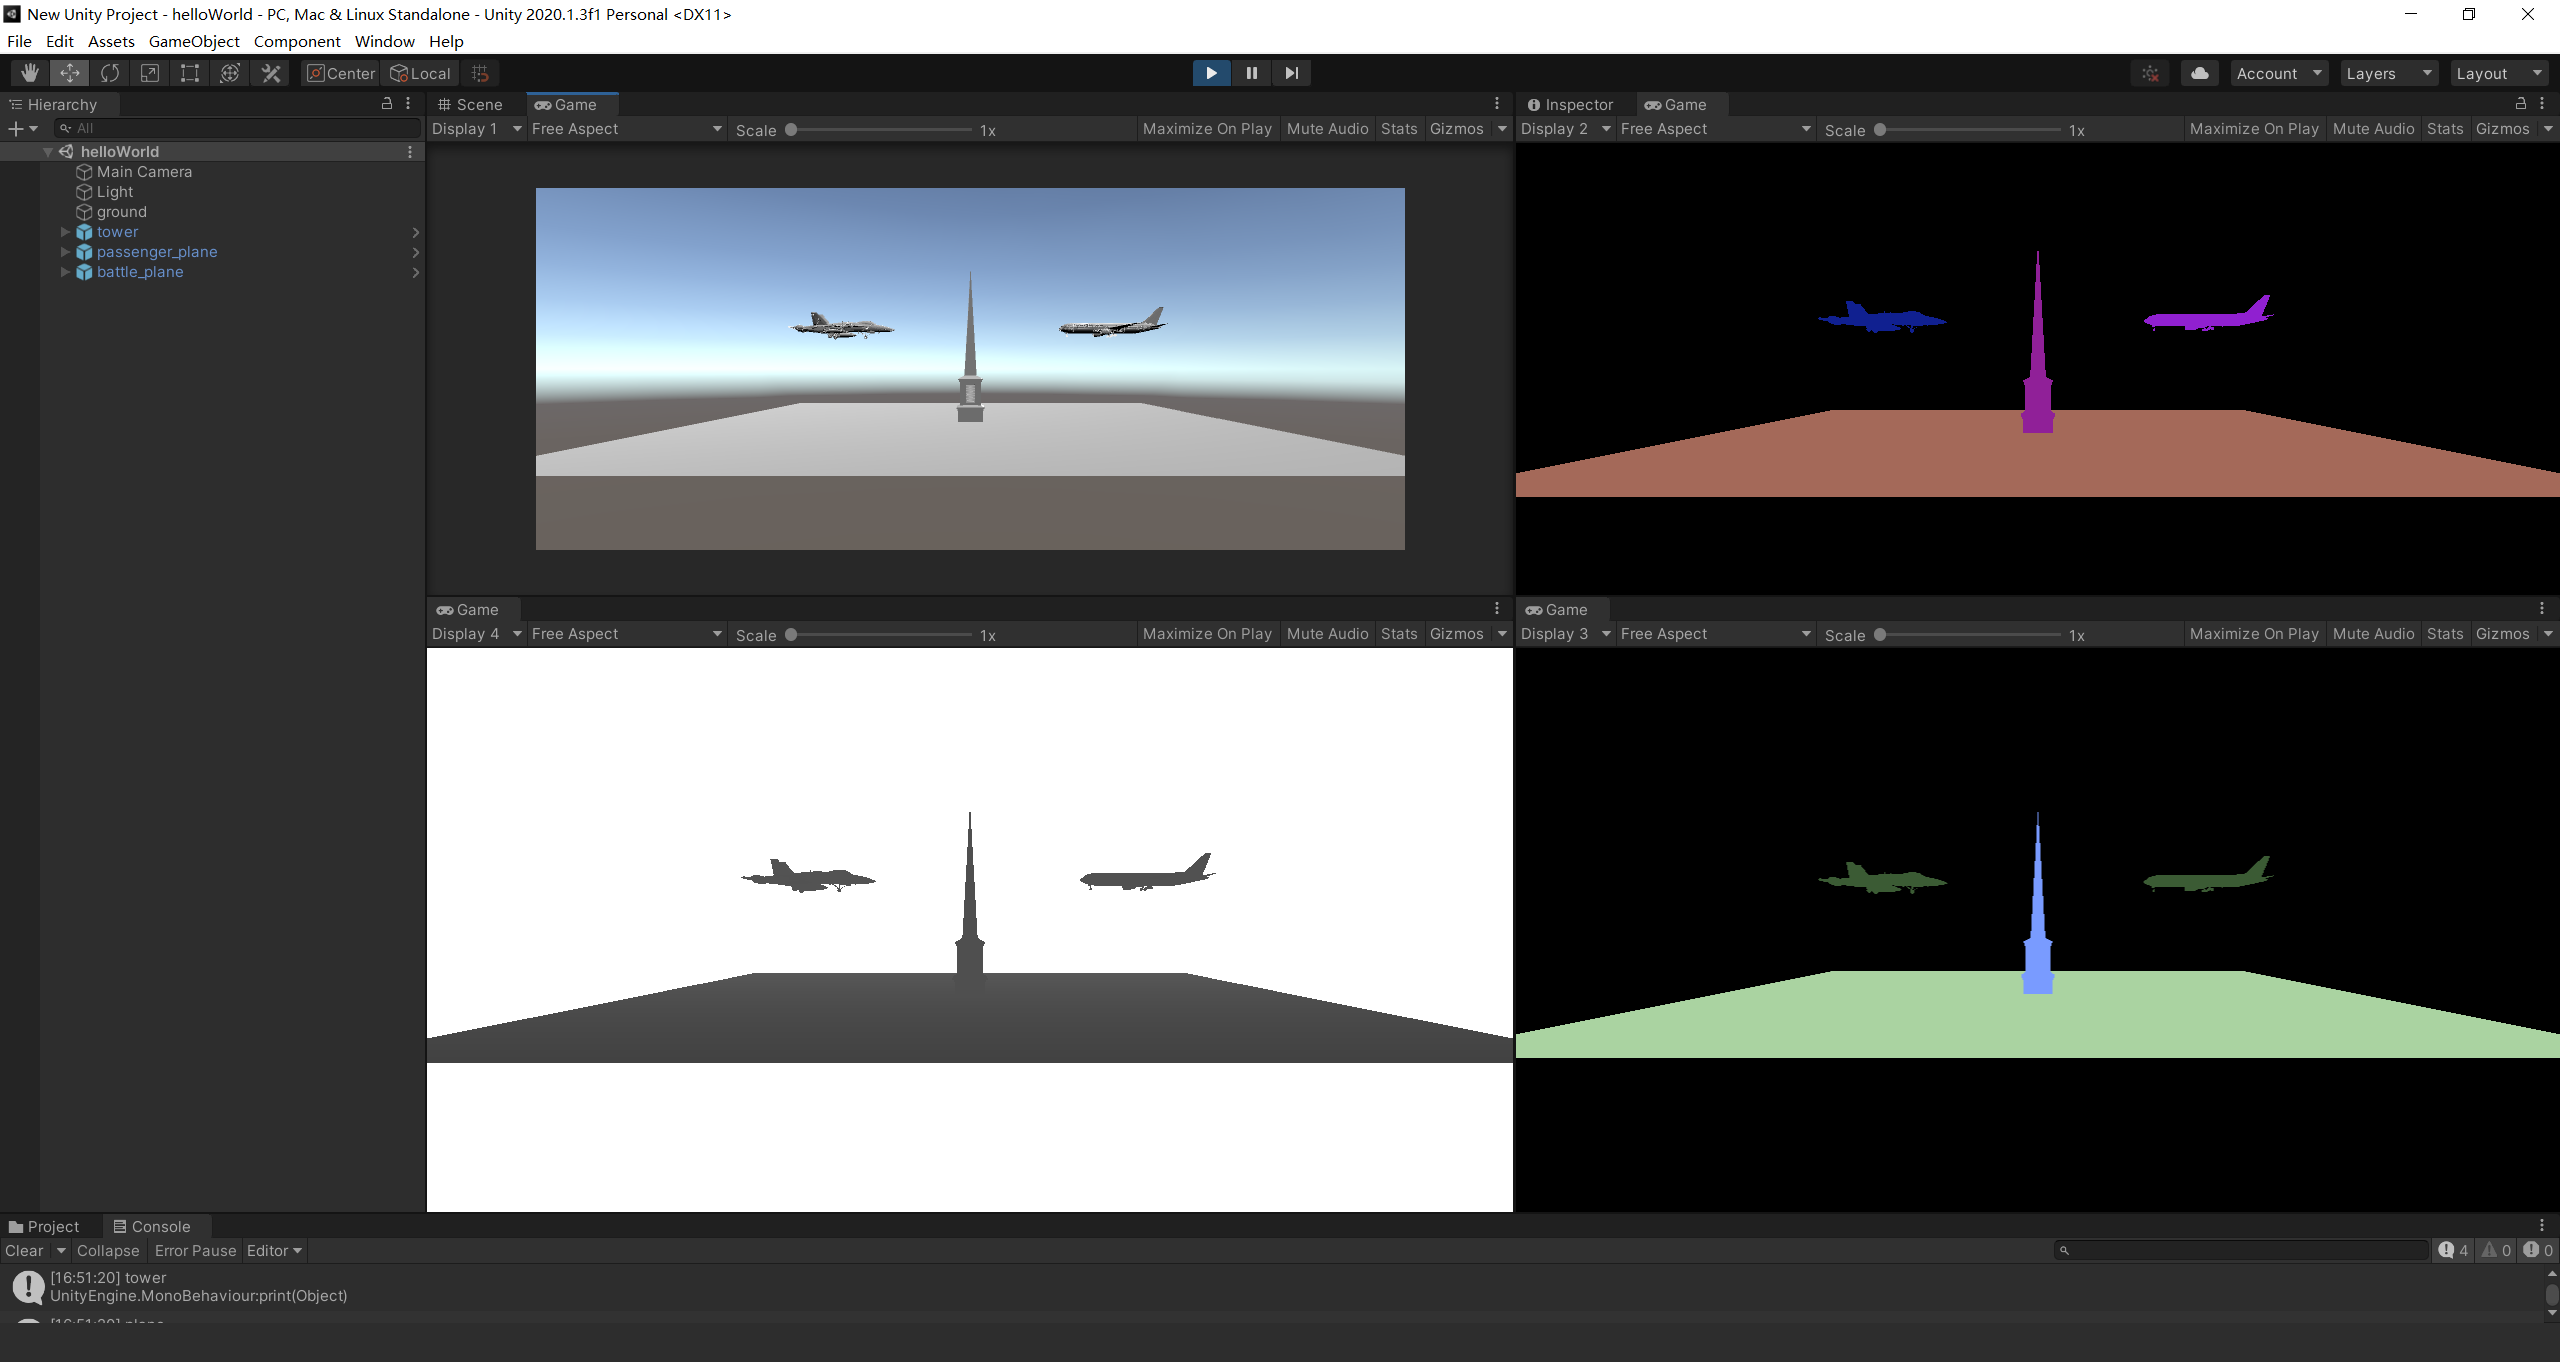 New Unity Project - helloWorld - PC, Mac & Linux Standalone - Unity 2020.1.3f1 Personal <DX11>
File Edit Assets GameObject Component Window Help
Center Local Account Layers Layout
Hierarchy
All
helloWorld
Main Camera
Light
ground
tower
passenger_plane
battle_plane
Scene Game
Display 1 Free Aspect Scale 1x Maximize On Play Mute Audio Stats Gizmos
Inspector Game
Display 2 Free Aspect Scale 1x Maximize On Play Mute Audio Stats Gizmos
Game
Display 4 Free Aspect Scale 1x Maximize On Play Mute Audio Stats Gizmos
Game
Display 3 Free Aspect Scale 1x Maximize On Play Mute Audio Stats Gizmos
Project Console
Clear Collapse Error Pause Editor 4 0 0
[16:51:20] tower
UnityEngine.MonoBehaviour:print(Object)
[16:51:20] plane